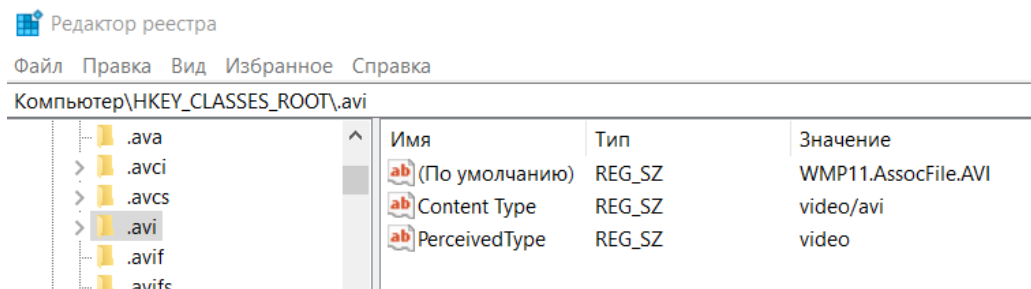 Редактор реестра
Файл Правка Вид Избранное Справка
Компьютер\HKEY_CLASSES_ROOT\.avi
.ava
.avci
.avcs
.avi
.avif
.avifs
Имя Тип Значение
(По умолчанию) REG_SZ WMP11.AssocFile.AVI
Content Type REG_SZ video/avi
PerceivedType REG_SZ video